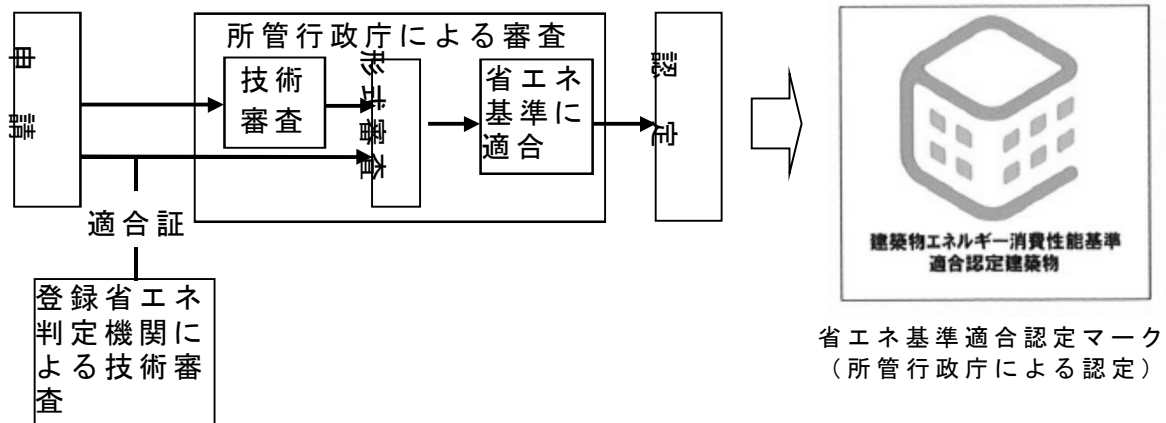 申請
所管行政庁による審査
技術
審査
形式審査
省エネ
基準に
適合
認定
適合証
登録省エネ
判定機関に
よる技術審
査
建築物エネルギー消費性能基準
適合認定建築物
省エネ基準適合認定マーク
（所管行政庁による認定）